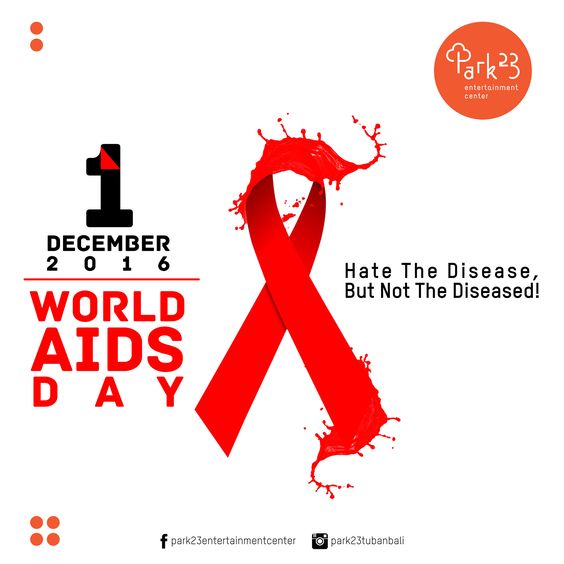 Park23
entertainment
center
1
DECEMBER
2016
WORLD
AIDS
DAY
Hate The Disease,
But Not The Diseased!
park23entertainmentcenter
park23tubanbali